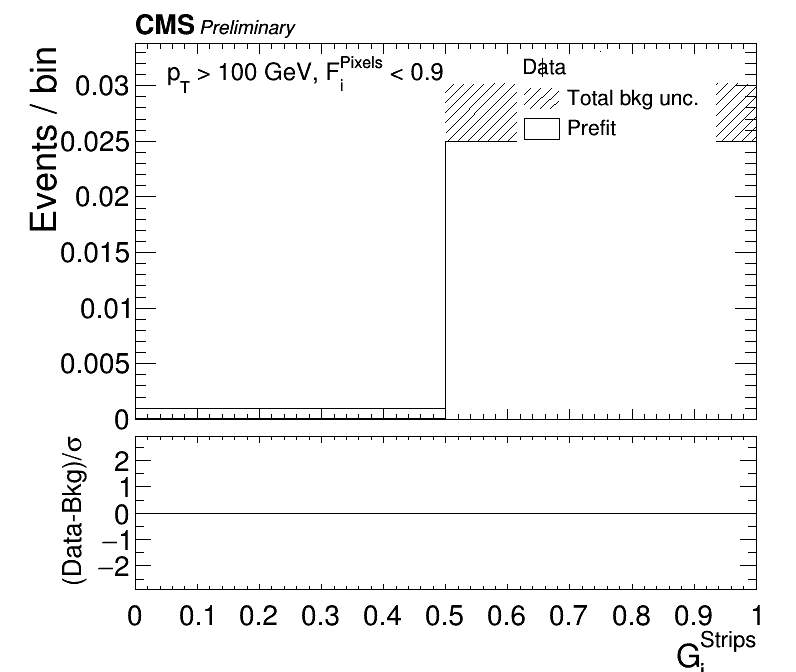 CMS Preliminary
p_T > 100 GeV, F_i^Pixels < 0.9
Data
Total bkg unc.
Prefit
Events / bin
0.03
0.025
0.02
0.015
0.01
0.005
0
(Data-Bkg)/σ
2
1
0
−1
−2
0 0.1 0.2 0.3 0.4 0.5 0.6 0.7 0.8 0.9 1
G_i^Strips